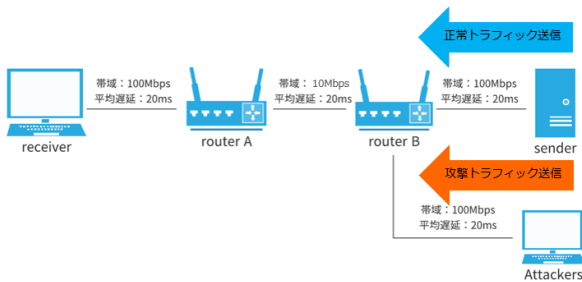 正常トラフィック送信
帯域：100Mbps
平均遅延：20ms
帯域： 10Mbps
平均遅延：20ms
帯域：100Mbps
平均遅延：20ms
receiver
router A
router B
sender
攻撃トラフィック送信
帯域：100Mbps
平均遅延：20ms
Attackers